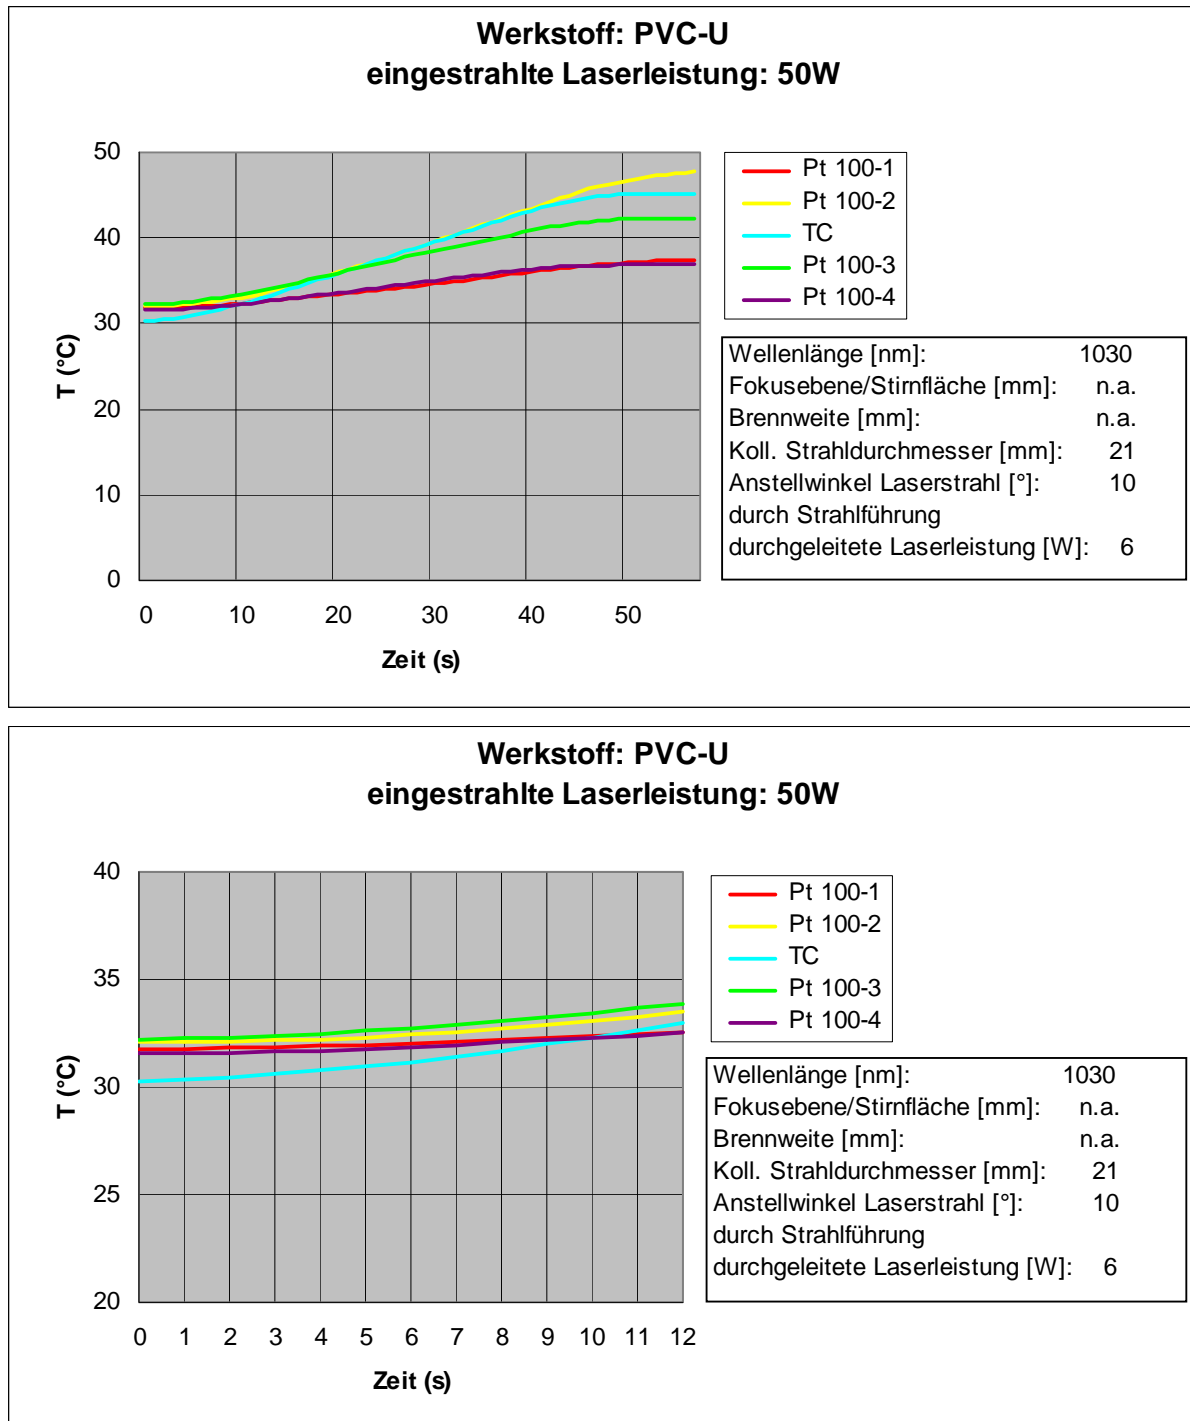 Werkstoff: PVC-U
eingestrahlte Laserleistung: 50W
50
40
30
20
10
0
T (°C)
0 10 20 30 40 50
Zeit (s)
Pt 100-1
Pt 100-2
TC
Pt 100-3
Pt 100-4
Wellenlänge [nm]: 1030
Fokusebene/Stirnfläche [mm]: n.a.
Brennweite [mm]: n.a.
Koll. Strahldurchmesser [mm]: 21
Anstellwinkel Laserstrahl [°]: 10
durch Strahlführung
durchgeleitete Laserleistung [W]: 6
Werkstoff: PVC-U
eingestrahlte Laserleistung: 50W
40
35
30
25
20
T (°C)
0 1 2 3 4 5 6 7 8 9 10 11 12
Zeit (s)
Pt 100-1
Pt 100-2
TC
Pt 100-3
Pt 100-4
Wellenlänge [nm]: 1030
Fokusebene/Stirnfläche [mm]: n.a.
Brennweite [mm]: n.a.
Koll. Strahldurchmesser [mm]: 21
Anstellwinkel Laserstrahl [°]: 10
durch Strahlführung
durchgeleitete Laserleistung [W]: 6